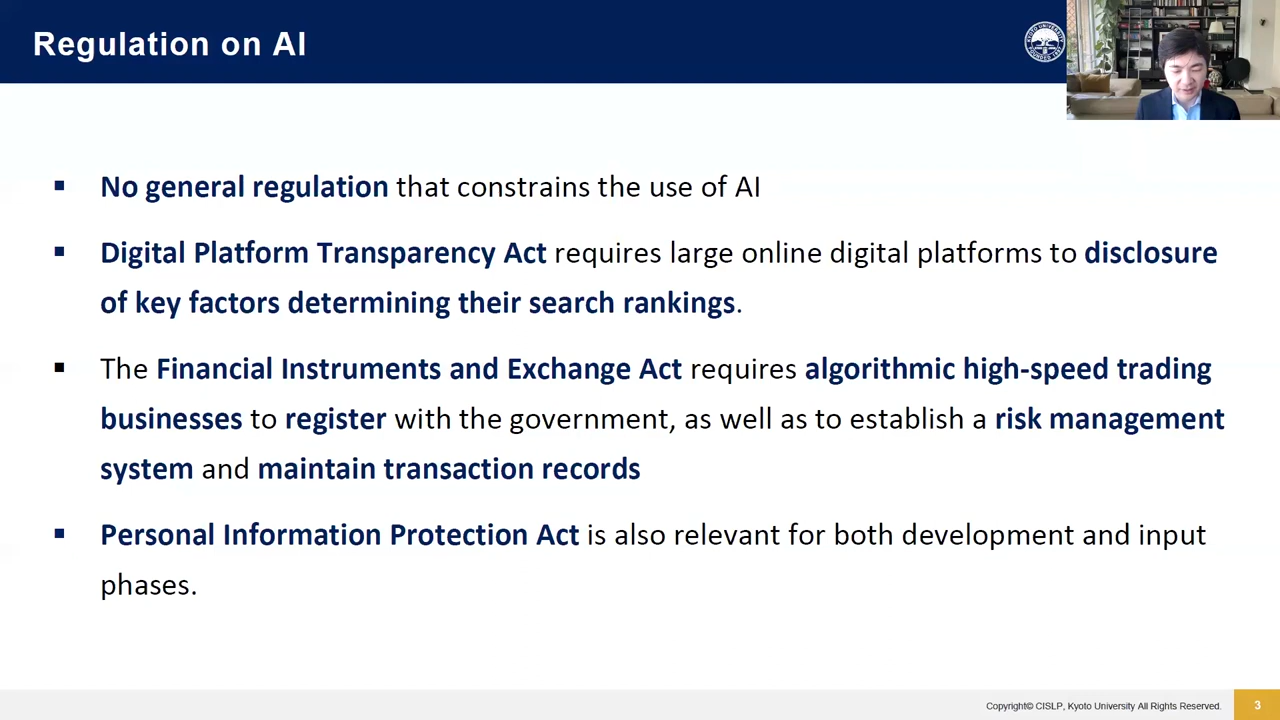 Regulation on AI
KYOTO UNIVERSITY
FOUNDED 1897
▪ No general regulation that constrains the use of AI
▪ Digital Platform Transparency Act requires large online digital platforms to disclosure
of key factors determining their search rankings.
▪ The Financial Instruments and Exchange Act requires algorithmic high-speed trading
businesses to register with the government, as well as to establish a risk management
system and maintain transaction records
▪ Personal Information Protection Act is also relevant for both development and input
phases.
Copyright© CISLP, Kyoto University All Rights Reserved.
3